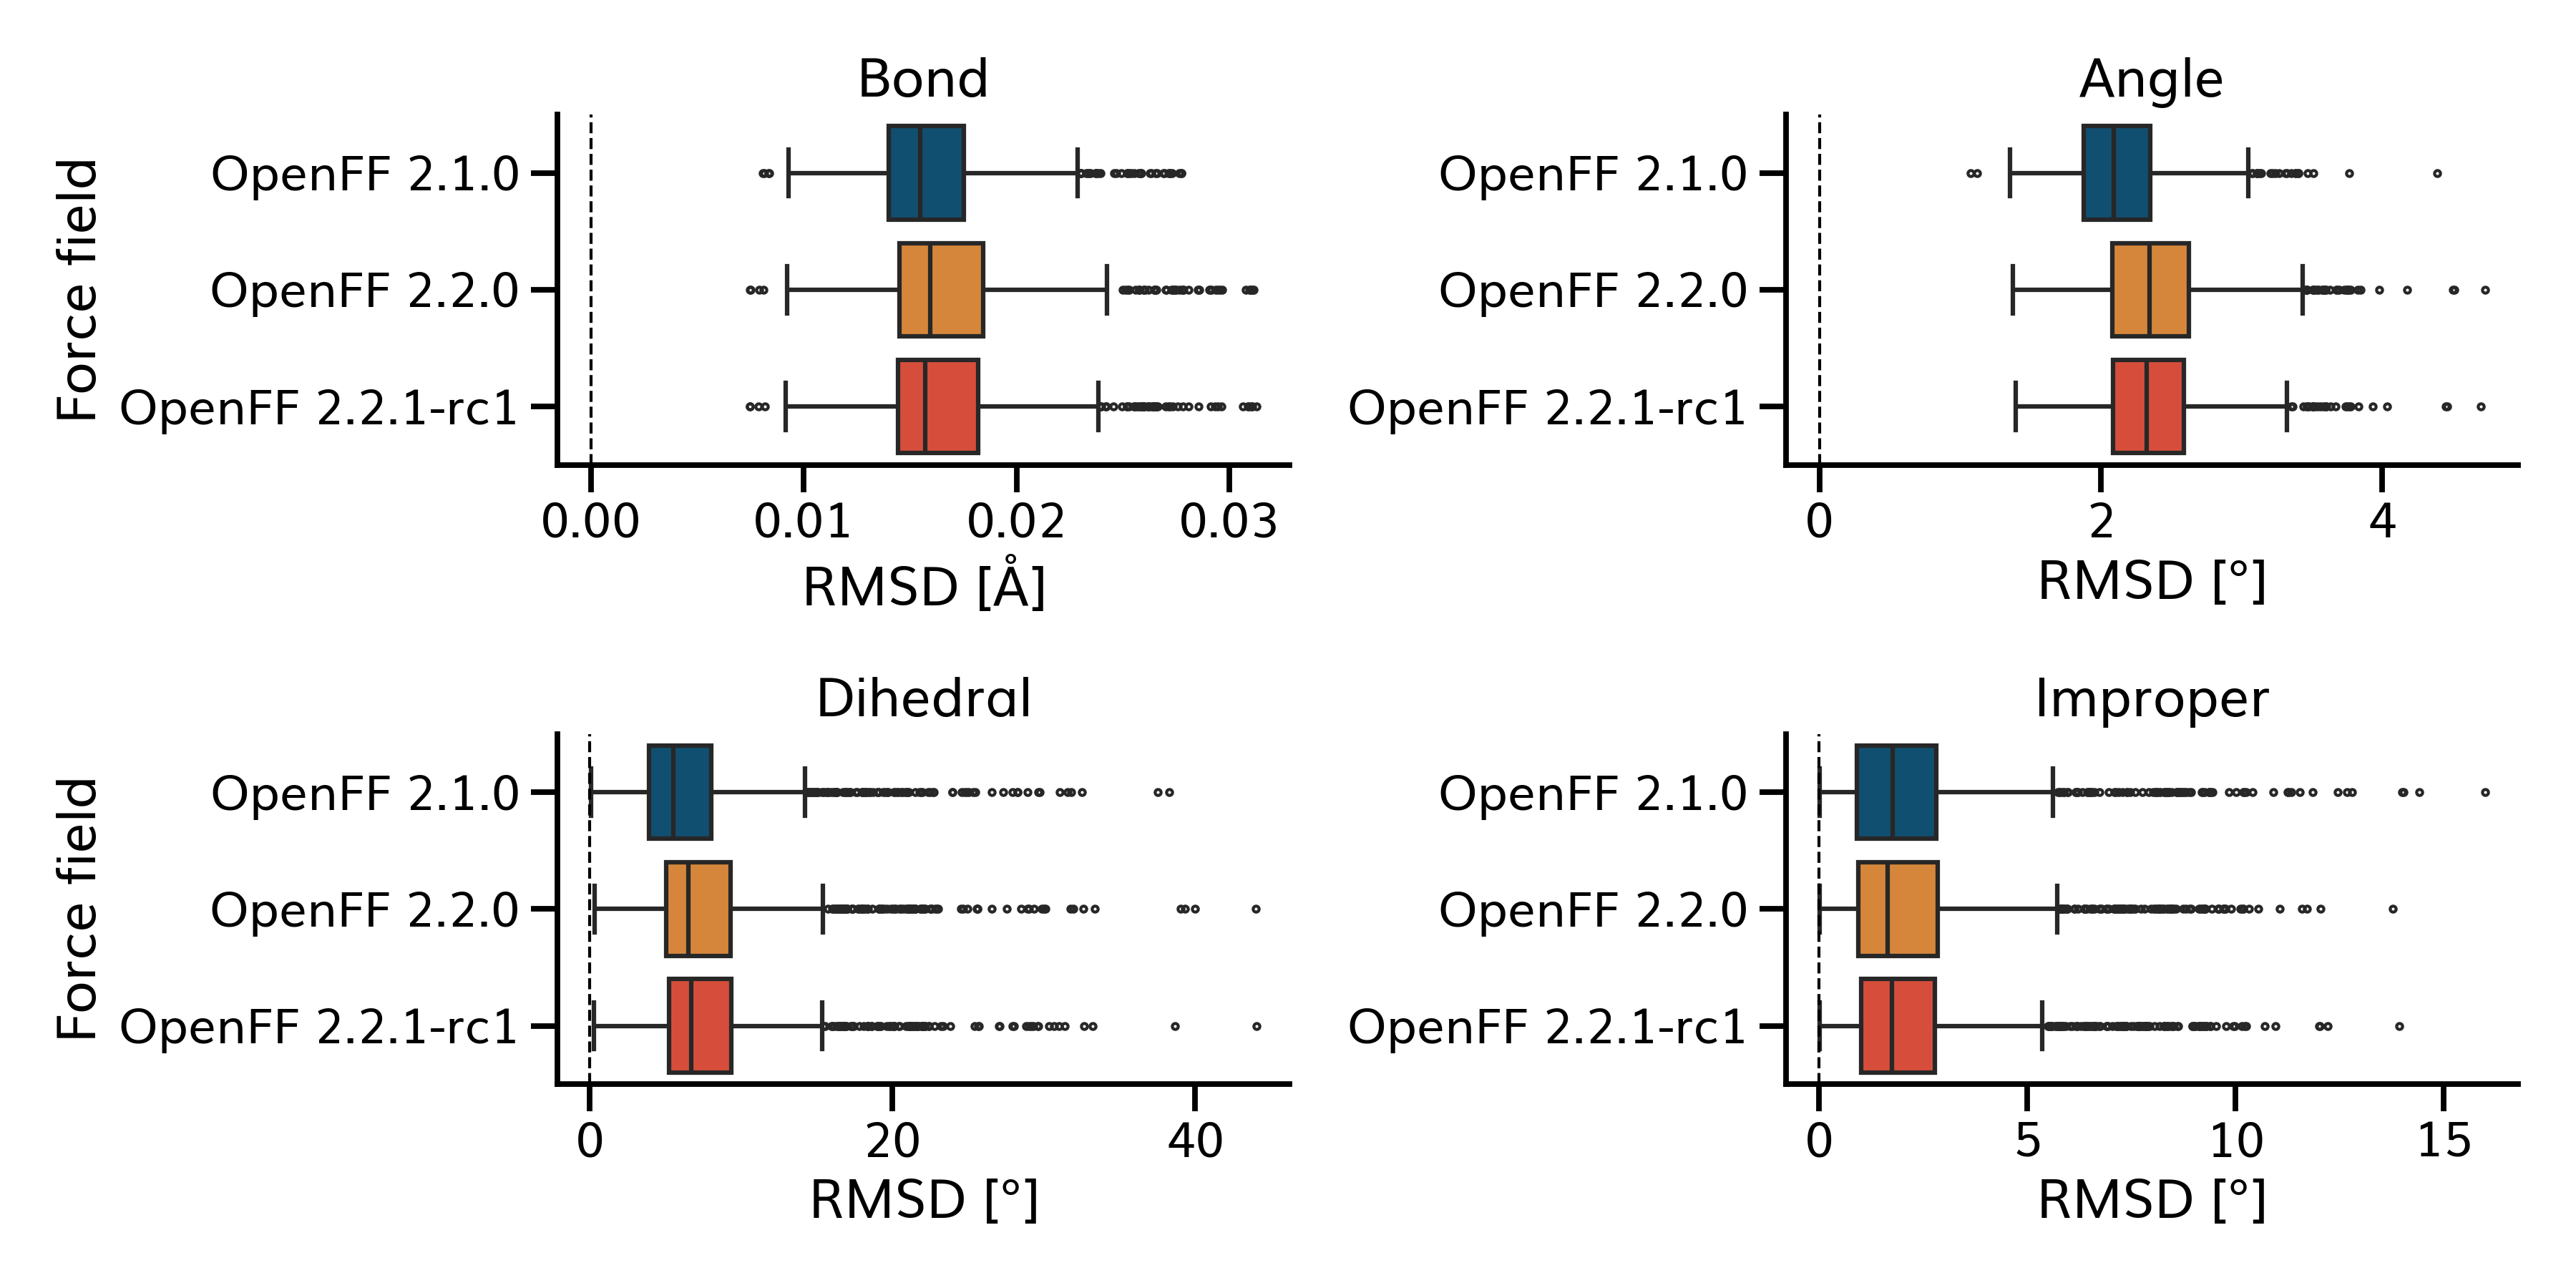 Bond
Force field
OpenFF 2.1.0
OpenFF 2.2.0
OpenFF 2.2.1-rc1
0.00 0.01 0.02 0.03
RMSD [Å]
Angle
OpenFF 2.1.0
OpenFF 2.2.0
OpenFF 2.2.1-rc1
0 2 4
RMSD [°]
Dihedral
Force field
OpenFF 2.1.0
OpenFF 2.2.0
OpenFF 2.2.1-rc1
0 20 40
RMSD [°]
Improper
OpenFF 2.1.0
OpenFF 2.2.0
OpenFF 2.2.1-rc1
0 5 10 15
RMSD [°]